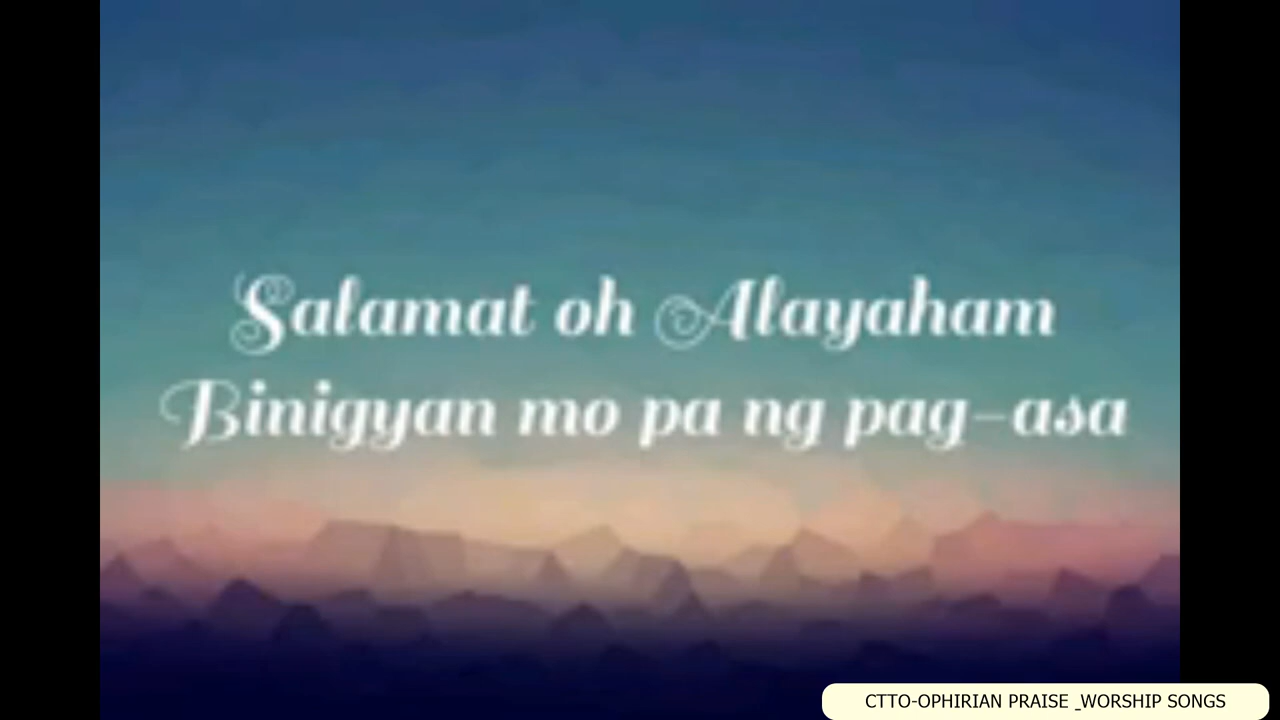 Salamat oh Alayaham
Binigyan mo pa ng pag-asa
CTTO-OPHIRIAN PRAISE _WORSHIP SONGS